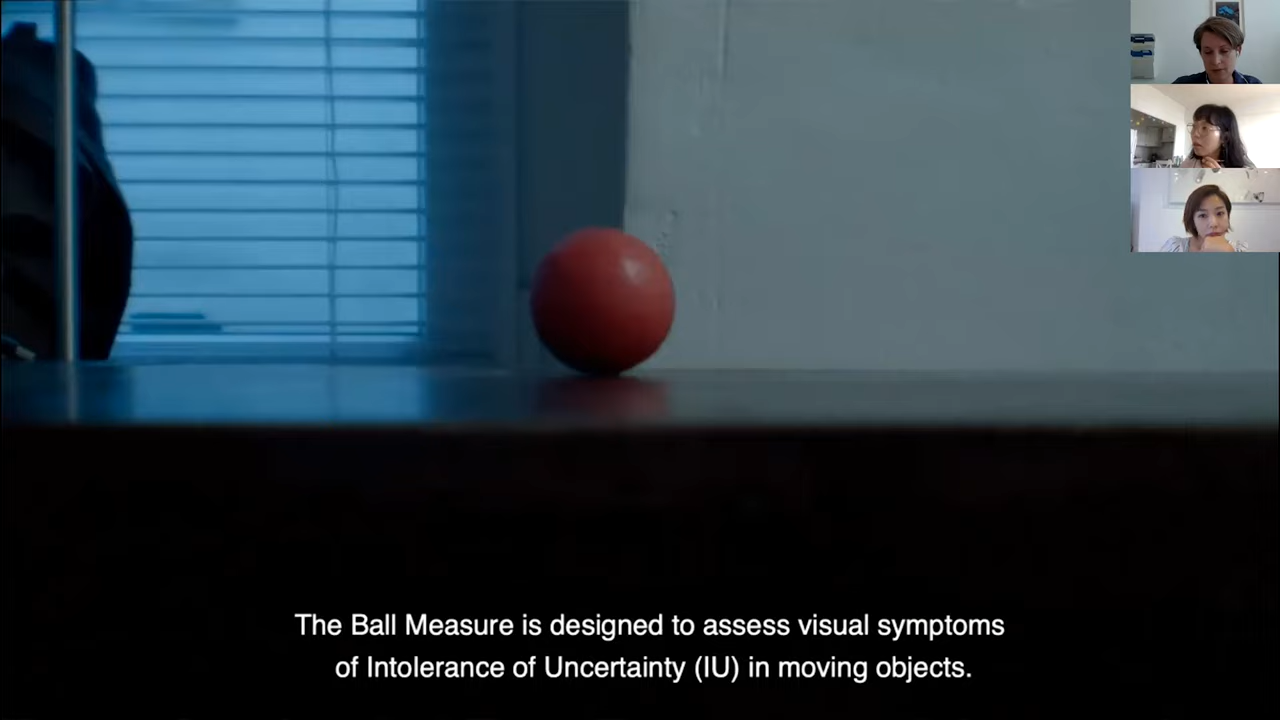 The Ball Measure is designed to assess visual symptoms
of Intolerance of Uncertainty (IU) in moving objects.